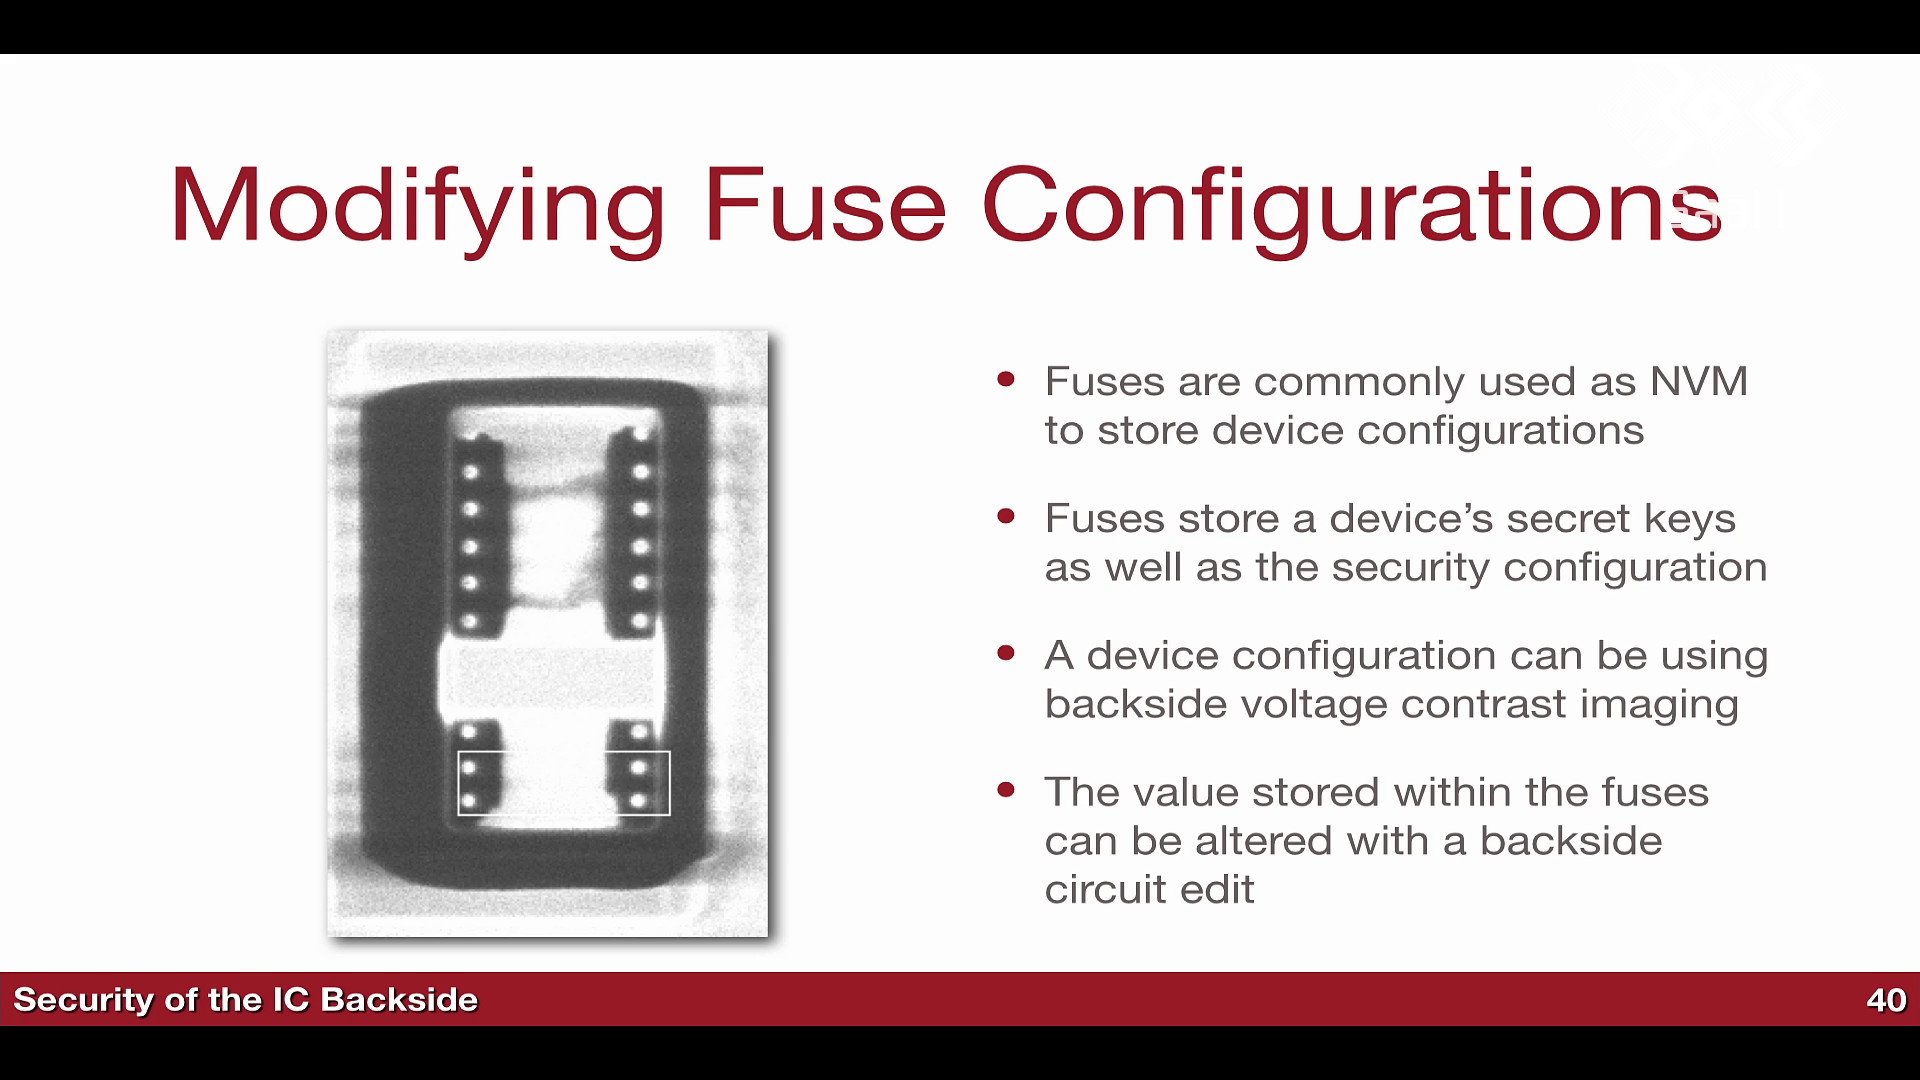 Modifying Fuse Configurations
• Fuses are commonly used as NVM
to store device configurations
• Fuses store a device’s secret keys
as well as the security configuration
• A device configuration can be using
backside voltage contrast imaging
• The value stored within the fuses
can be altered with a backside
circuit edit
Security of the IC Backside
40